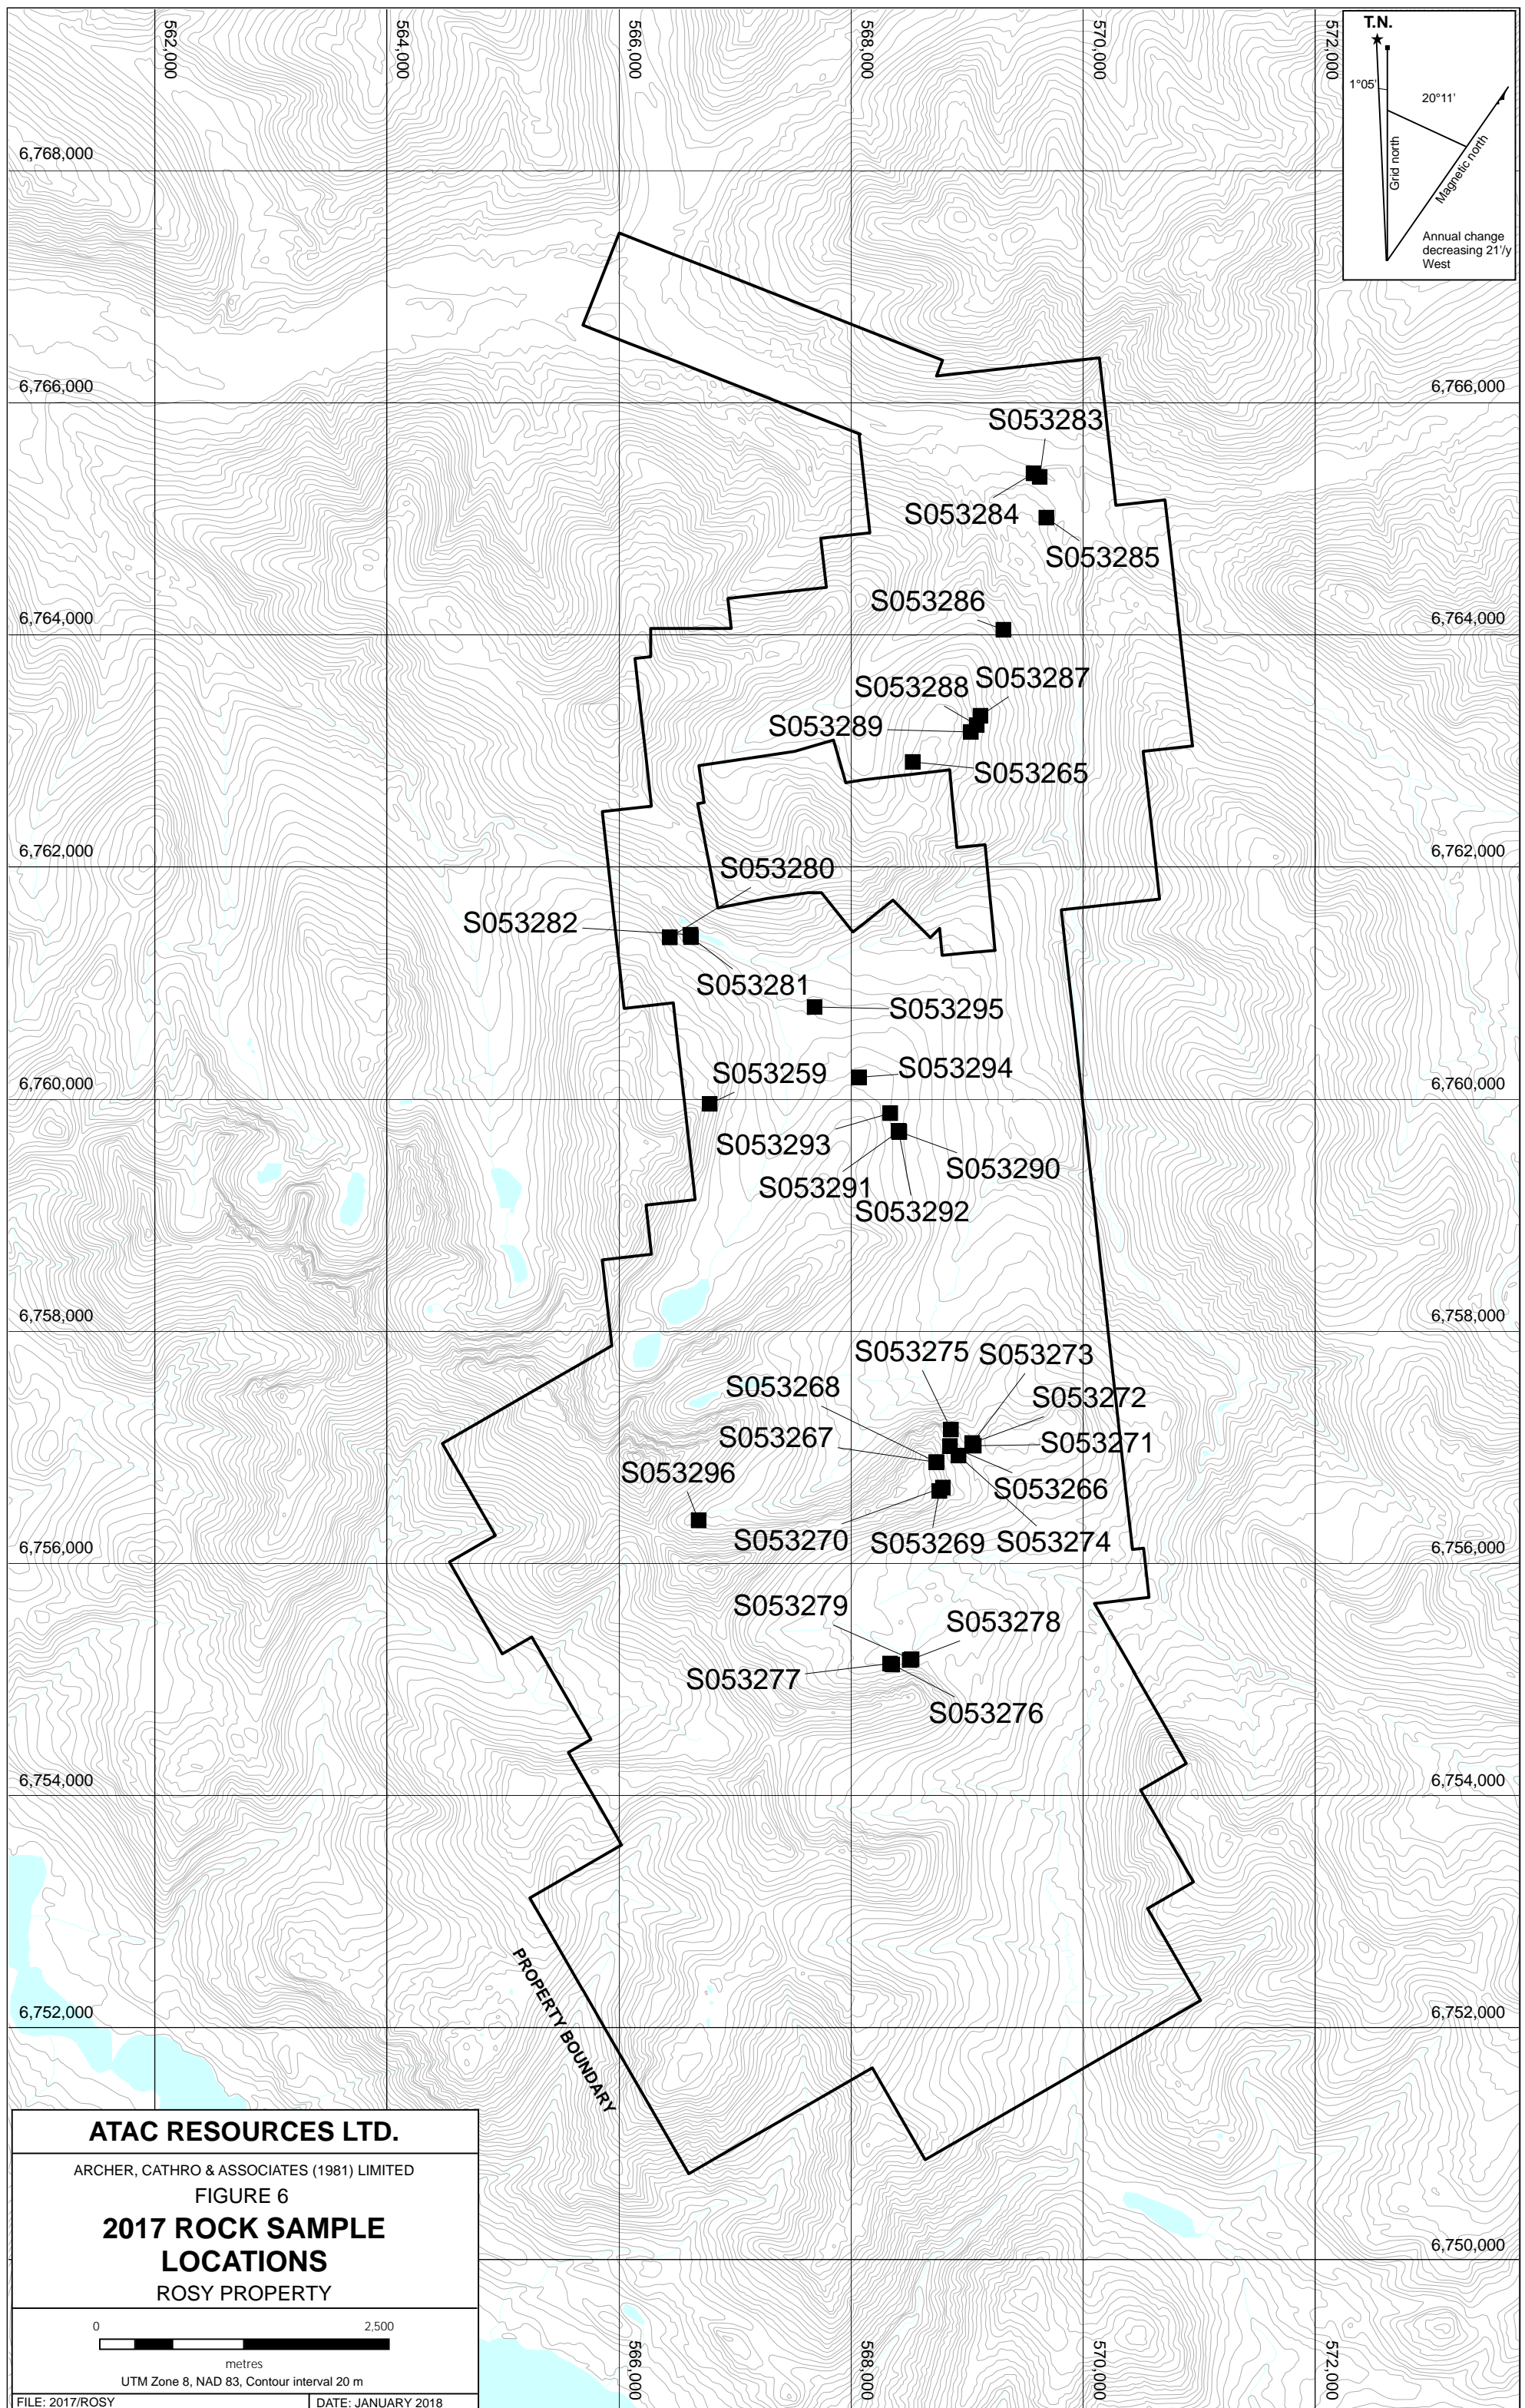 562,000
564,000
566,000
568,000
570,000
572,000
T.N.
1°05'
20°11'
Grid north
Magnetic north
Annual change
decreasing 21'/y
West
6,768,000
6,766,000
6,766,000
S053283
S053284
S053285
S053286
6,764,000
6,764,000
S053287
S053288
S053289
S053265
6,762,000
6,762,000
S053280
S053282
S053281
S053295
S053294
S053259
6,760,000
6,760,000
S053293
S053290
S053291
S053292
6,758,000
6,758,000
S053275
S053273
S053268
S053272
S053267
S053271
S053296
S053266
S053270
S053269
S053274
6,756,000
6,756,000
S053279
S053278
S053277
S053276
6,754,000
6,754,000
PROPERTY BOUNDARY
6,752,000
6,752,000
6,750,000
ATAC RESOURCES LTD.
ARCHER, CATHRO & ASSOCIATES (1981) LIMITED
FIGURE 6
2017 ROCK SAMPLE
LOCATIONS
ROSY PROPERTY
0
2,500
metres
UTM Zone 8, NAD 83, Contour interval 20 m
FILE: 2017/ROSY
DATE: JANUARY 2018
566,000
568,000
570,000
572,000